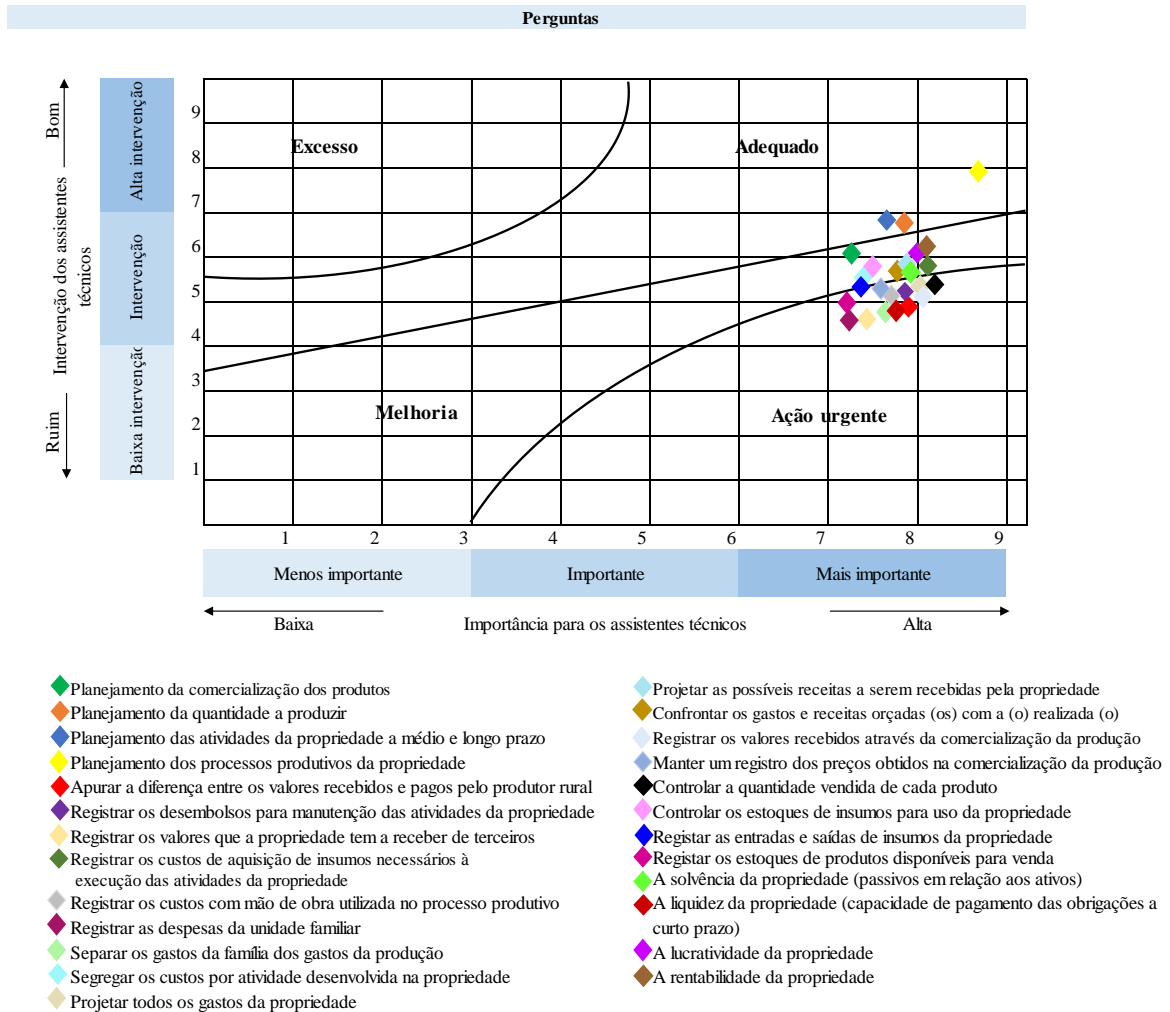 Perguntas
Bom
Intervenção dos assistentes
técnicos
Ruim
Alta intervenção
Intervenção
Baixa intervenção
9
8
7
6
5
4
3
2
1
Excesso
Adequado
Melhoria
Ação urgente
1 2 3 4 5 6 7 8 9
Menos importante Importante Mais importante
Baixa Importância para os assistentes técnicos Alta
Planejamento da comercialização dos produtos
Planejamento da quantidade a produzir
Planejamento das atividades da propriedade a médio e longo prazo
Planejamento dos processos produtivos da propriedade
Apurar a diferença entre os valores recebidos e pagos pelo produtor rural
Registrar os desembolsos para manutenção das atividades da propriedade
Registrar os valores que a propriedade tem a receber de terceiros
Registrar os custos de aquisição de insumos necessários à
execução das atividades da propriedade
Registrar os custos com mão de obra utilizada no processo produtivo
Registrar as despesas da unidade familiar
Separar os gastos da família dos gastos da produção
Segregar os custos por atividade desenvolvida na propriedade
Projetar todos os gastos da propriedade
Projetar as possíveis receitas a serem recebidas pela propriedade
Confrontar os gastos e receitas orçadas (os) com a (o) realizada (o)
Registrar os valores recebidos através da comercialização da produção
Manter um registro dos preços obtidos na comercialização da produção
Controlar a quantidade vendida de cada produto
Controlar os estoques de insumos para uso da propriedade
Registar as entradas e saídas de insumos da propriedade
Registar os estoques de produtos disponíveis para venda
A solvência da propriedade (passivos em relação aos ativos)
A liquidez da propriedade (capacidade de pagamento das obrigações a
curto prazo)
A lucratividade da propriedade
A rentabilidade da propriedade